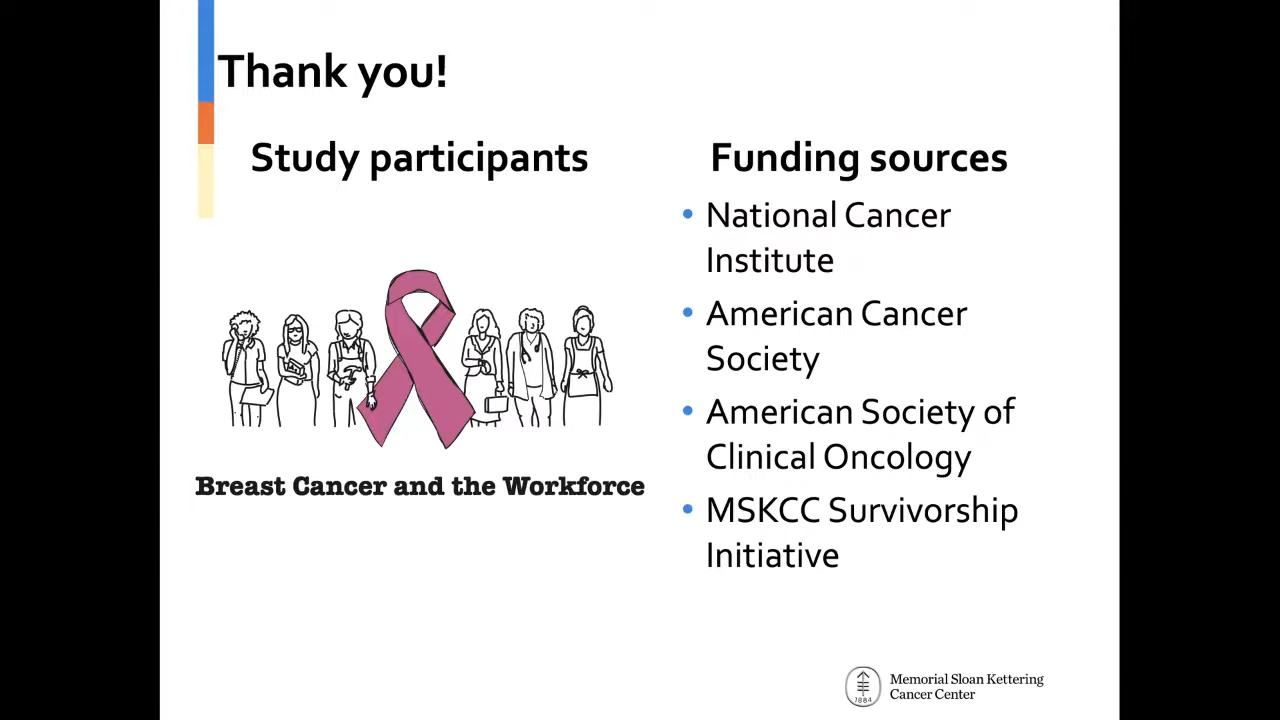 Thank you!
Study participants
Breast Cancer and the Workforce
Funding sources
• National Cancer
Institute
• American Cancer
Society
• American Society of
Clinical Oncology
• MSKCC Survivorship
Initiative
1884
Memorial Sloan Kettering
Cancer Center